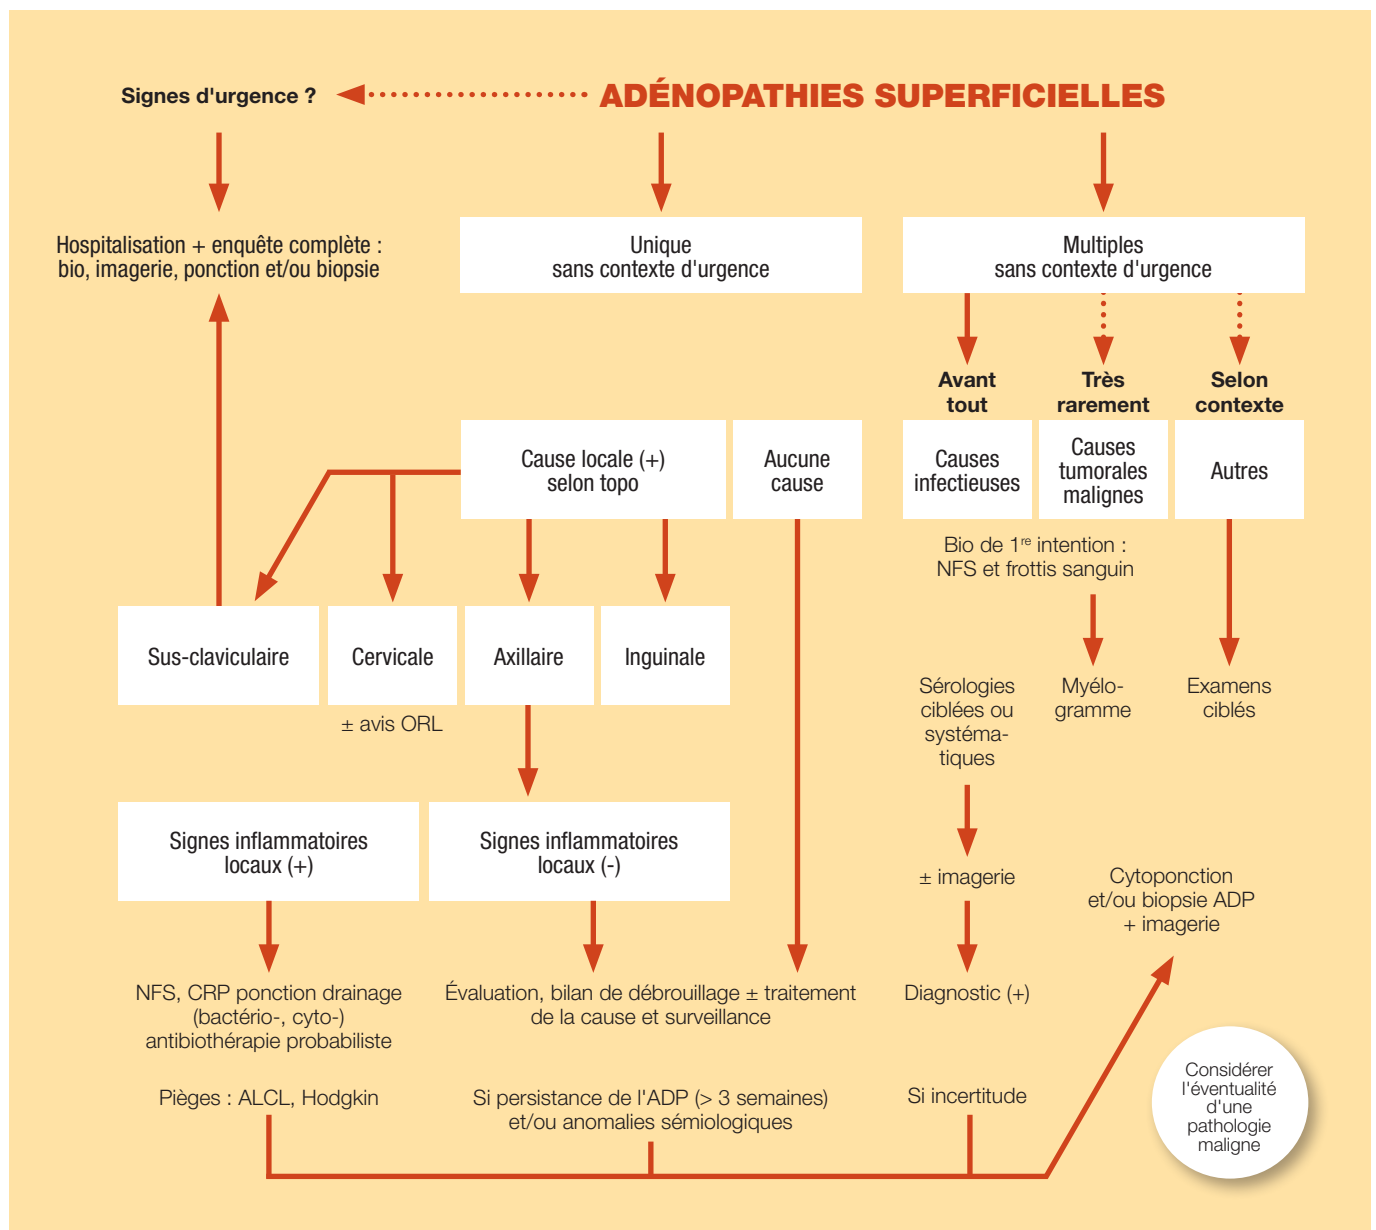 Signes d'urgence ?
ADÉNOPATHIES SUPERFICIELLES
Hospitalisation + enquête complète :
bio, imagerie, ponction et/ou biopsie
Unique
sans contexte d'urgence
Multiples
sans contexte d'urgence
Avant
tout
Très
rarement
Selon
contexte
Cause locale (+)
selon topo
Aucune
cause
Causes
infectieuses
Causes
tumorales
malignes
Autres
Bio de 1re intention :
NFS et frottis sanguin
Sus-claviculaire
Cervicale
Axillaire
Inguinale
± avis ORL
Sérologies
ciblées ou
systéma-
tiques
Myélo-
gramme
Examens
ciblés
Signes inflammatoires
locaux (+)
Signes inflammatoires
locaux (-)
± imagerie
Cytoponction
et/ou biopsie ADP
+ imagerie
NFS, CRP ponction drainage
(bactério-, cyto-)
antibiothérapie probabiliste
Évaluation, bilan de débrouillage ± traitement
de la cause et surveillance
Diagnostic (+)
Pièges : ALCL, Hodgkin
Si persistance de l'ADP (> 3 semaines)
et/ou anomalies sémiologiques
Si incertitude
Considérer
l'éventualité
d'une
pathologie
maligne